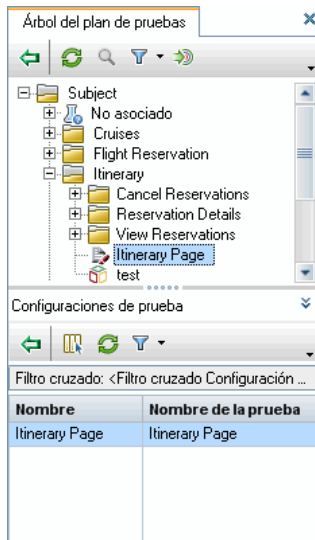 Árbol del plan de pruebas
Subject
No asociado
Cruises
Flight Reservation
Itinerary
Cancel Reservations
Reservation Details
View Reservations
Itinerary Page
test
Configuraciones de prueba
Filtro cruzado: <Filtro cruzado Configuración ...
Nombre Nombre de la prueba
Itinerary Page Itinerary Page